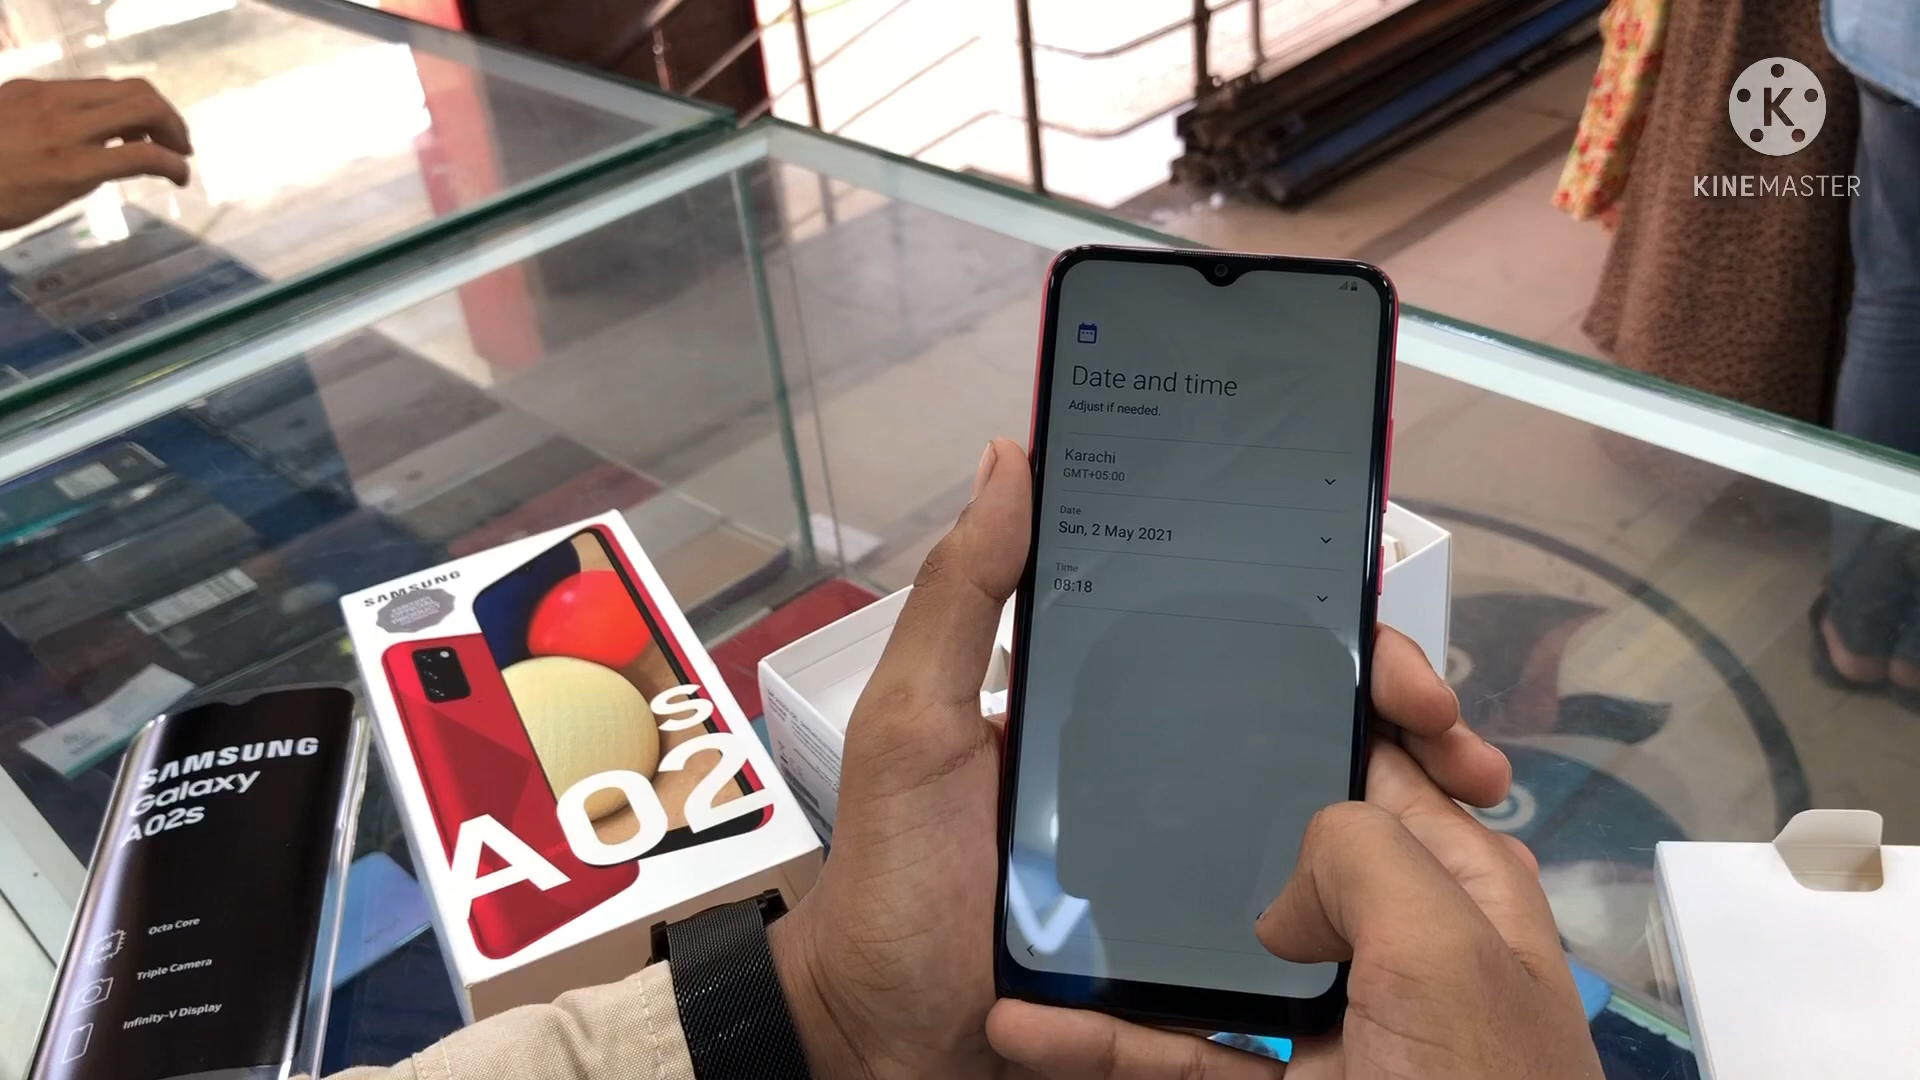 KINEMASTER
Date and time
Adjust if needed.
Karachi
GMT+05:00
Date
Sun, 2 May 2021
Time
08:18
SAMSUNG
s
A02
SAMSUNG
Galaxy
A02s
Octa Core
Triple Camera
Infinity-V Display